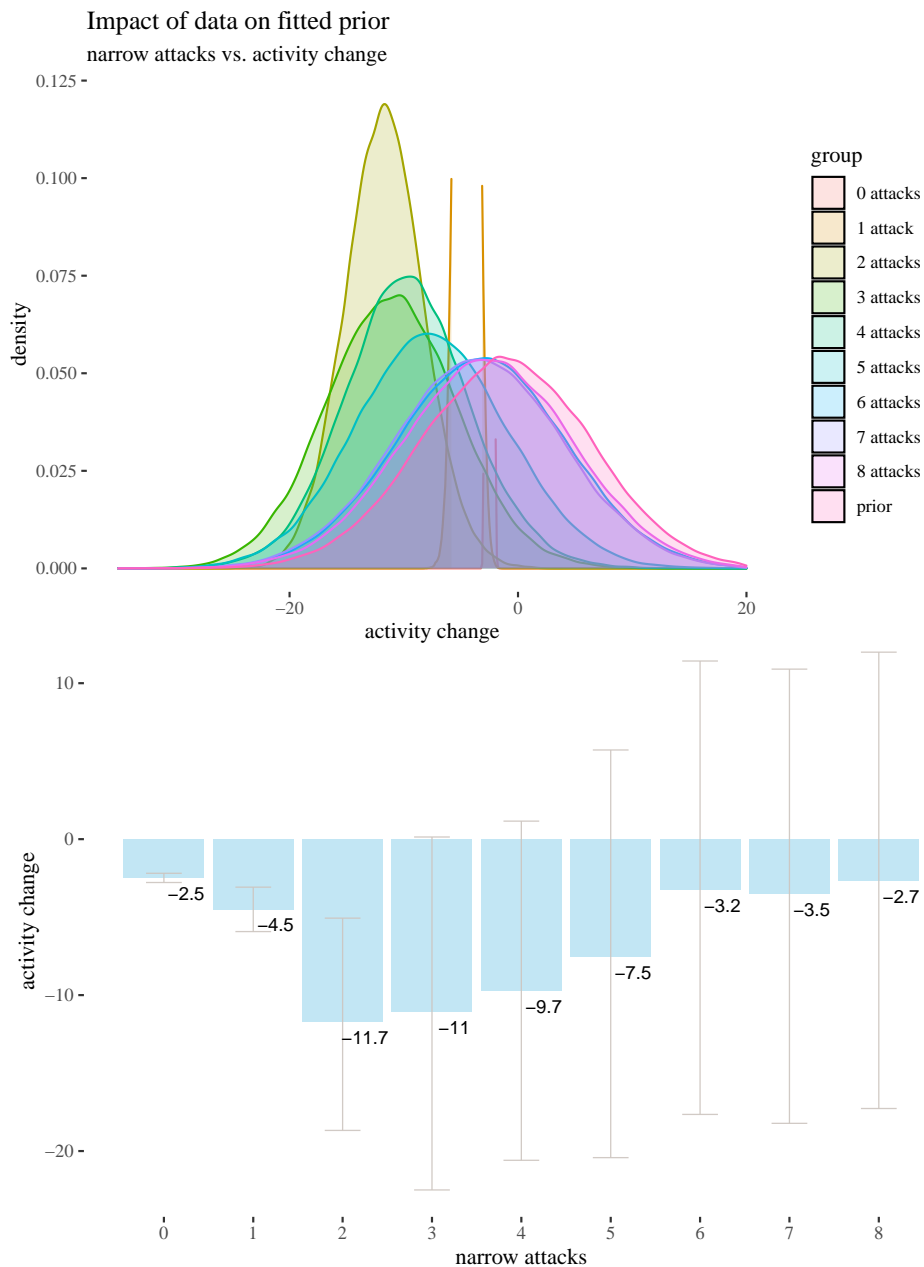 Impact of data on fitted prior
narrow attacks vs. activity change
0.125
0.100
0.075
0.050
0.025
0.000
density
−20
0
20
activity change
group
0 attacks
1 attack
2 attacks
3 attacks
4 attacks
5 attacks
6 attacks
7 attacks
8 attacks
prior
10
0
−10
−20
activity change
−2.5
−4.5
−11.7
−11
−9.7
−7.5
−3.2
−3.5
−2.7
0
1
2
3
4
5
6
7
8
narrow attacks